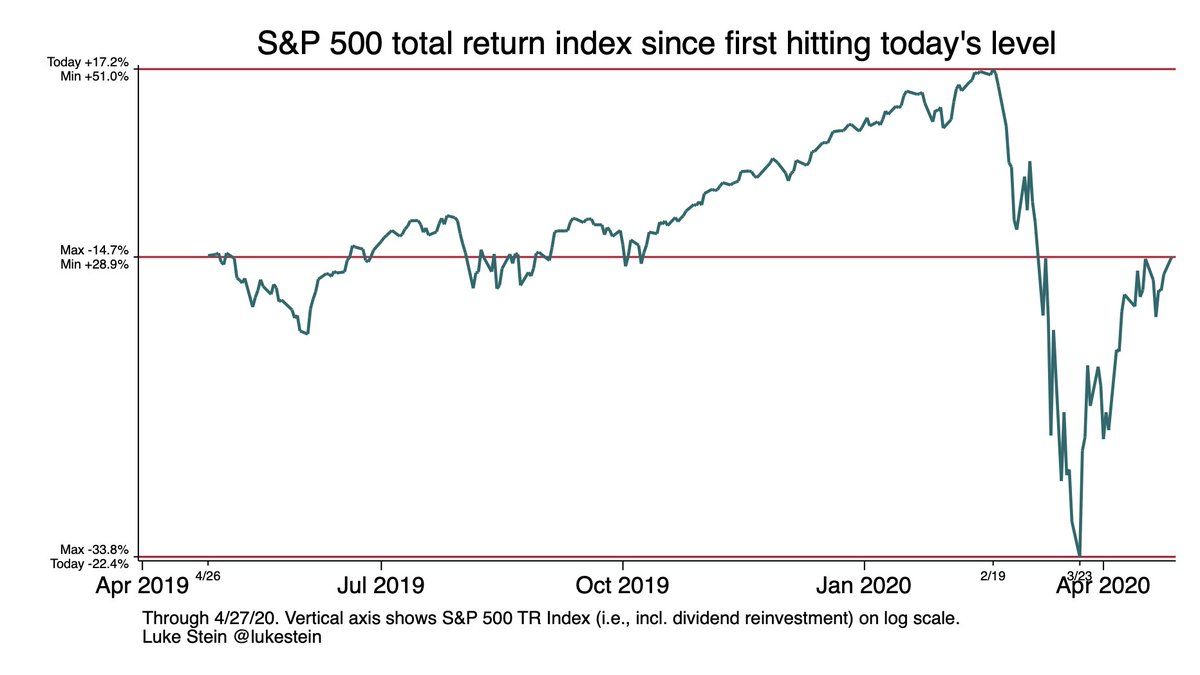 S&P 500 total return index since first hitting today's level
Today +17.2%
Min +51.0%
Max -14.7%
Min +28.9%
Max -33.8%
Today -22.4%
Apr 2019 4/26 Jul 2019 Oct 2019 Jan 2020 2/19 3/23 Apr 2020
Through 4/27/20. Vertical axis shows S&P 500 TR Index (i.e., incl. dividend reinvestment) on log scale.
Luke Stein @lukestein